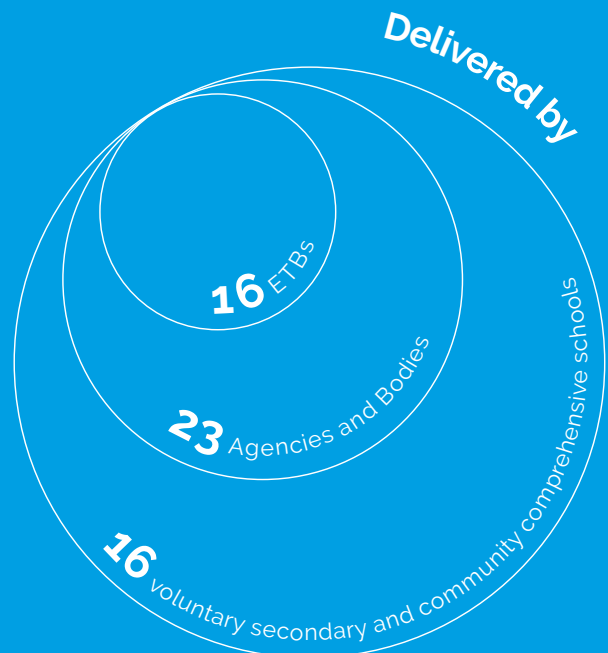 Delivered by
16 ETBs
23 Agencies and Bodies
16 voluntary secondary and community comprehensive schools